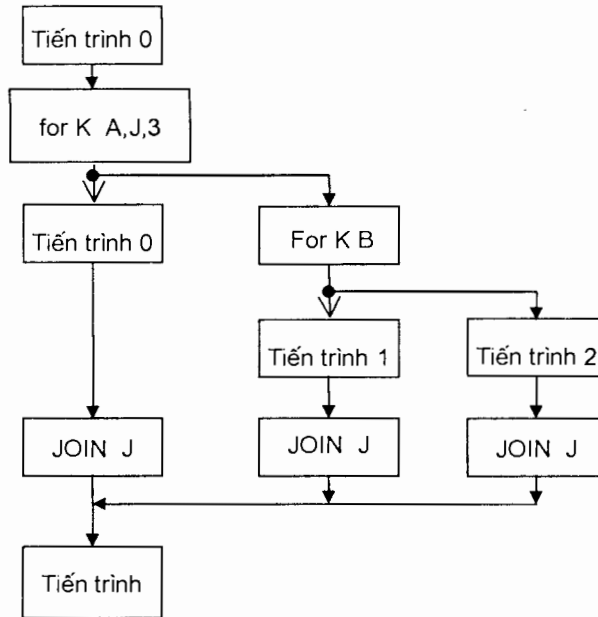 Tiến trình 0
for K A,J,3
Tiến trình 0
For K B
Tiến trình 1
Tiến trình 2
JOIN J
JOIN J
JOIN J
Tiến trình